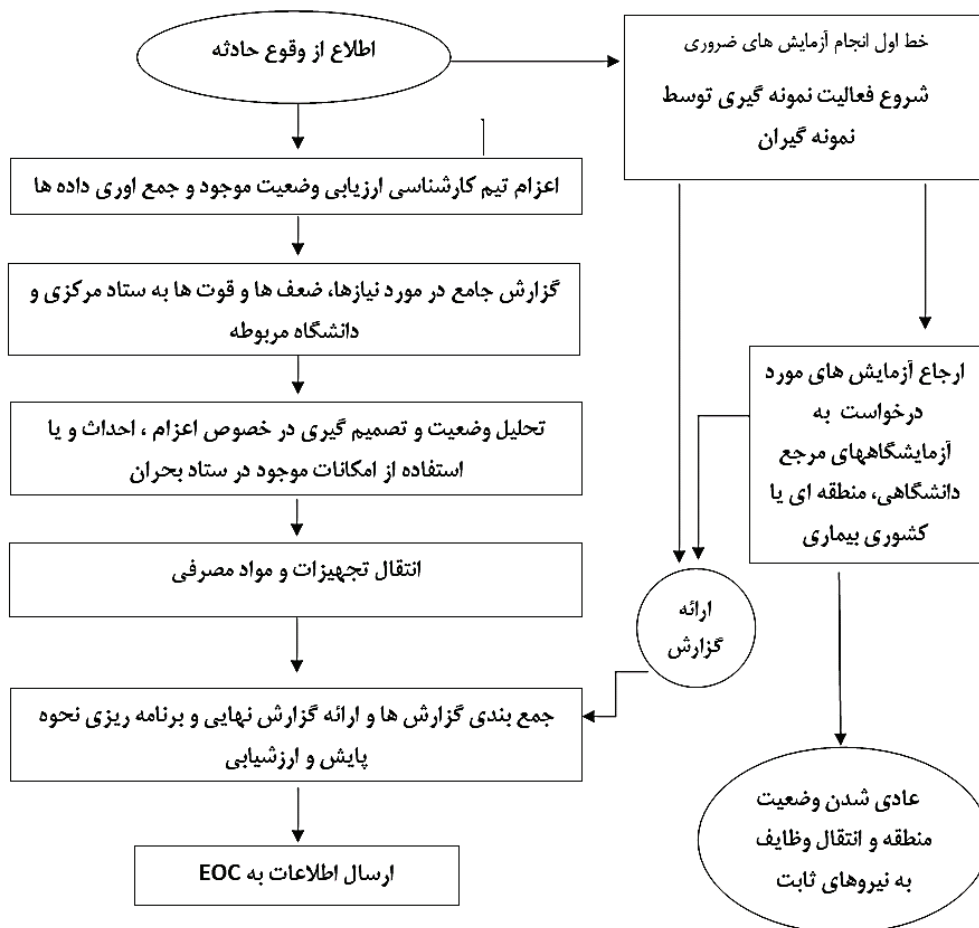 اطلاع از وقوع حادثه
خط اول انجام آزمایش های ضروری
شروع فعالیت نمونه گیری توسط
نمونه گیران
اعزام تیم کارشناسی ارزیابی وضعیت موجود و جمع اوری داده ها
گزارش جامع در مورد نیازها، ضعف ها و قوت ها به ستاد مرکزی و
دانشگاه مربوطه
تحلیل وضعیت و تصمیم گیری در خصوص اعزام ، احداث و یا
استفاده از امکانات موجود در ستاد بحران
انتقال تجهیزات و مواد مصرفی
جمع بندی گزارش ها و ارائه گزارش نهایی و برنامه ریزی نحوه
پایش و ارزشیابی
ارسال اطلاعات به EOC
ارجاع آزمایش های مورد
درخواست به
آزمایشگاههای مرجع
دانشگاهی، منطقه ای یا
کشوری بیماری
ارائه
گزارش
عادی شدن وضعیت
منطقه و انتقال وظایف
به نیروهای ثابت